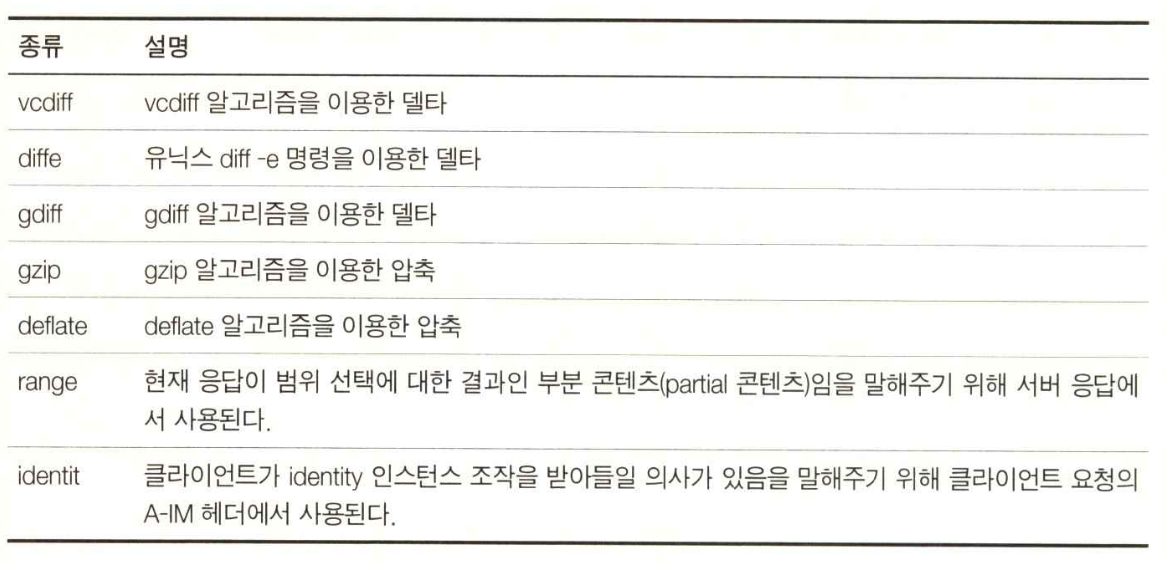 종류 설명
vcdiff vcdiff 알고리즘을 이용한 델타
diffe 유닉스 diff -e 명령을 이용한 델타
gdiff gdiff 알고리즘을 이용한 델타
gzip gzip 알고리즘을 이용한 압축
deflate deflate 알고리즘을 이용한 압축
range 현재 응답이 범위 선택에 대한 결과인 부분 콘텐츠(partial 콘텐츠)임을 말해주기 위해 서버 응답에
서 사용된다.
identit 클라이언트가 identity 인스턴스 조작을 받아들일 의사가 있음을 말해주기 위해 클라이언트 요청의
A-IM 헤더에서 사용된다.